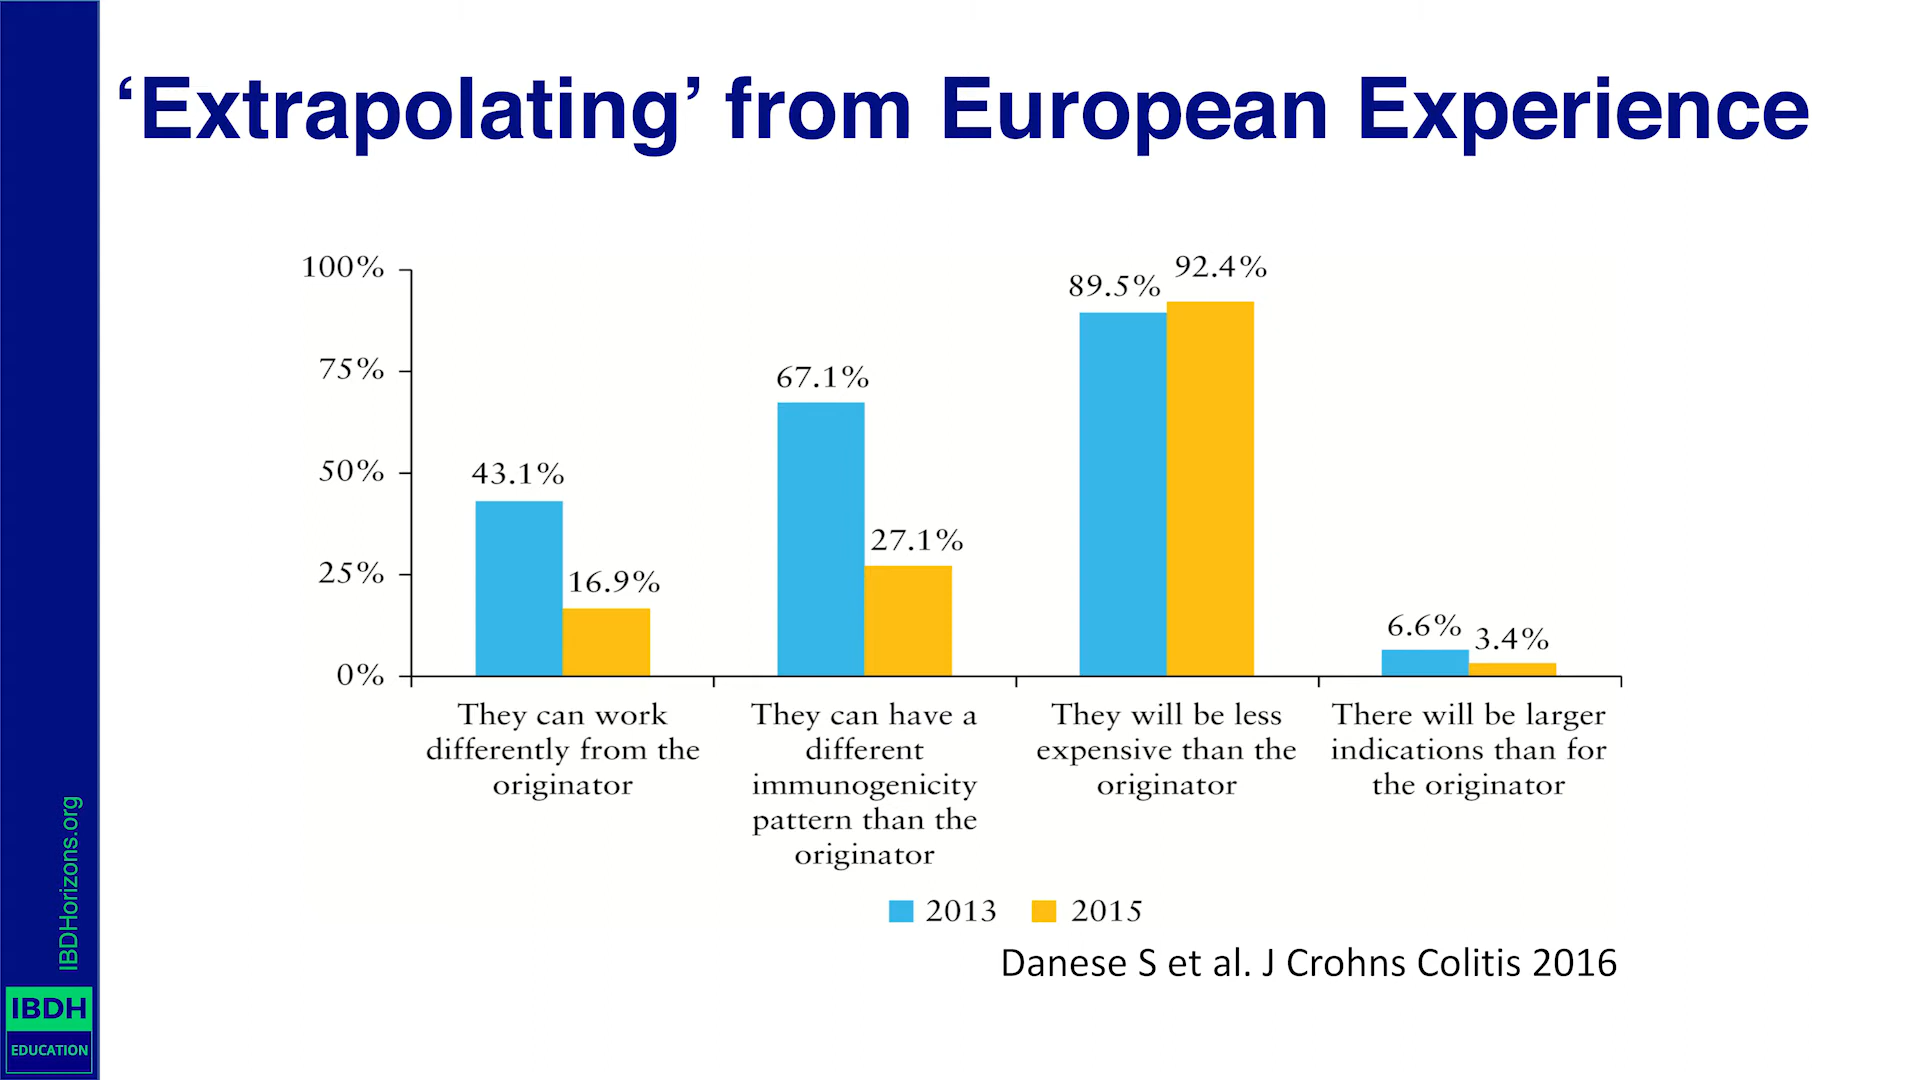 ‘Extrapolating’ from European Experience
100%
75%
50%
25%
0%
43.1%
16.9%
67.1%
27.1%
89.5%
92.4%
6.6%
3.4%
They can work
differently from the
originator
They can have a
different
immunogenicity
pattern than the
originator
They will be less
expensive than the
originator
There will be larger
indications than for
the originator
2013
2015
Danese S et al. J Crohns Colitis 2016
IBDHorizons.org
IBDH
EDUCATION